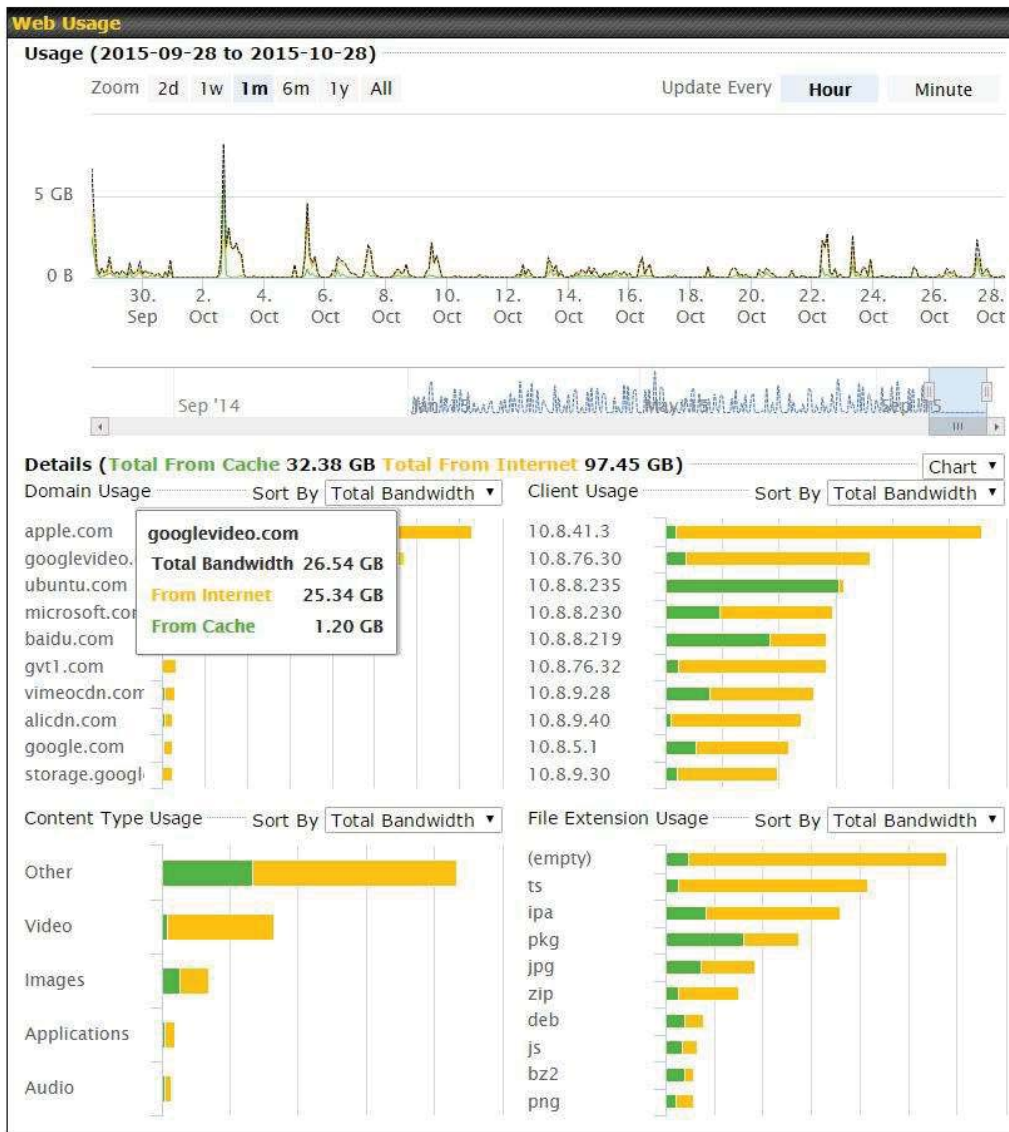 Web Usage
Usage (2015-09-28 to 2015-10-28)
Zoom 2d 1w 1m 6m 1y All Update Every Hour Minute
5 GB
0 B
30. 2. 4. 6. 8. 10. 12. 14. 16. 18. 20. 22. 24. 26. 28.
Sep Oct Oct Oct Oct Oct Oct Oct Oct Oct Oct Oct Oct Oct Oct
Sep '14
Details (Total From Cache 32.38 GB Total From Internet 97.45 GB) Chart
Domain Usage Sort By Total Bandwidth
apple.com
googlevideo.
ubuntu.com
microsoft.com
baidu.com
gvt1.com
vimeocdn.com
alicdn.com
google.com
storage.googl
googlevideo.com
Total Bandwidth 26.54 GB
From Internet 25.34 GB
From Cache 1.20 GB
Client Usage Sort By Total Bandwidth
10.8.41.3
10.8.76.30
10.8.8.235
10.8.8.230
10.8.8.219
10.8.76.32
10.8.9.28
10.8.9.40
10.8.5.1
10.8.9.30
Content Type Usage Sort By Total Bandwidth
Other
Video
Images
Applications
Audio
File Extension Usage Sort By Total Bandwidth
(empty)
ts
ipa
pkg
jpg
zip
deb
js
bz2
png